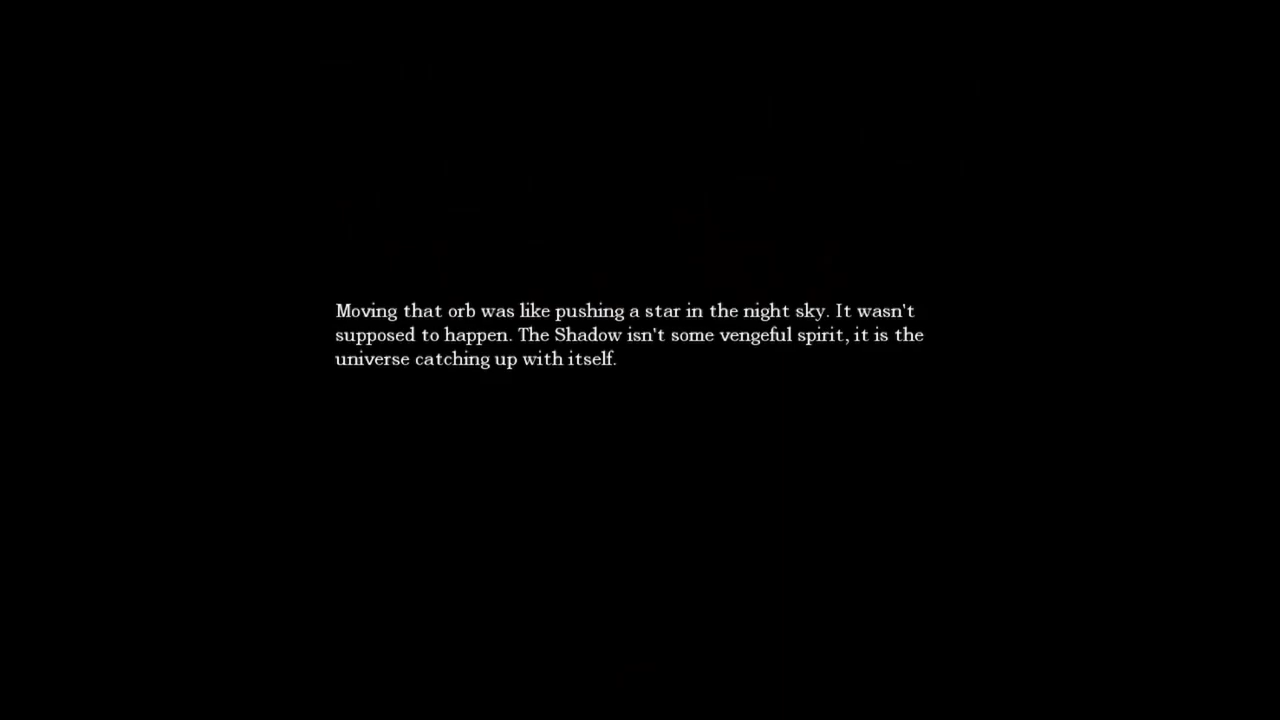 Moving that orb was like pushing a star in the night sky. It wasn't
supposed to happen. The Shadow isn't some vengeful spirit, it is the
universe catching up with itself.